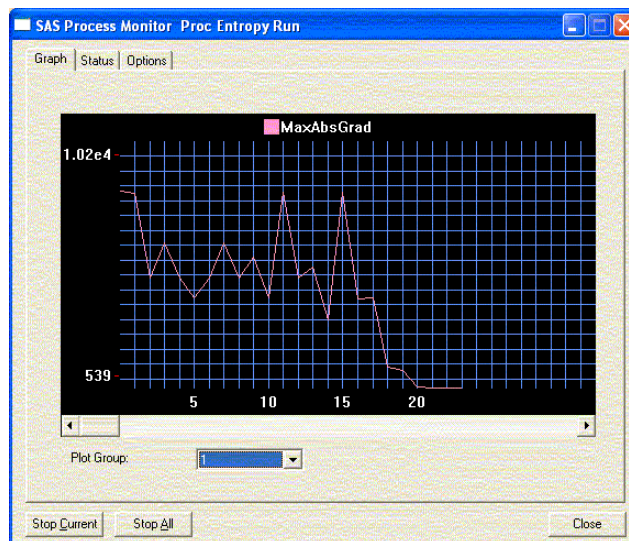 SAS Process Monitor Proc Entropy Run
Graph Status Options
MaxAbsGrad
1.02e4
539
5 10 15 20
Plot Group: 1
Stop Current Stop All Close